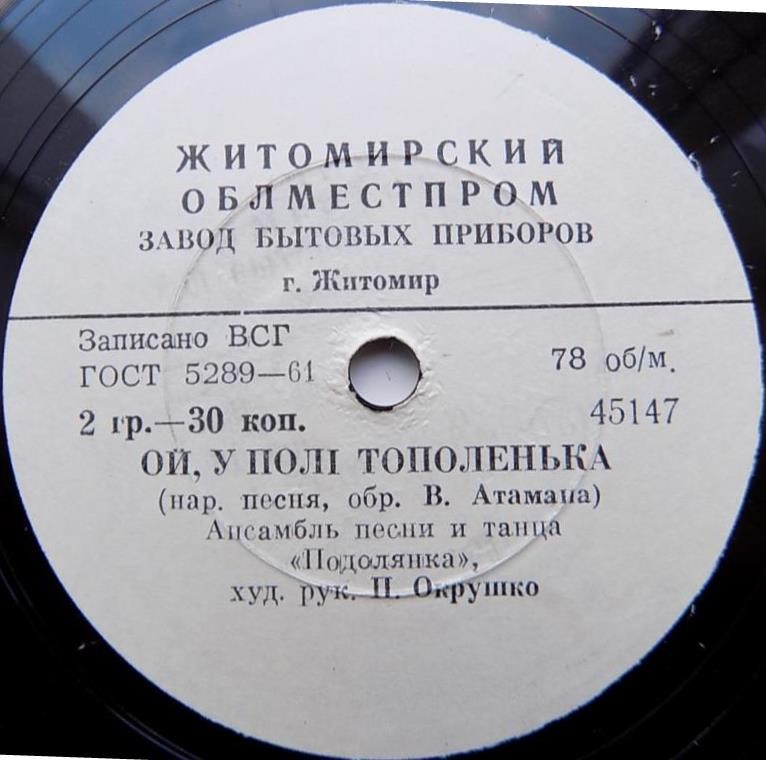 ЖИТОМИРСКИЙ
ОБЛМЕСТПРОМ
ЗАВОД БЫТОВЫХ ПРИБОРОВ
г. Житомир
Записано ВСГ
ГОСТ 5289—61
78 об/м.
2 гр.—30 коп.
45147
ОЙ, У ПОЛІ ТОПОЛЕНЬКА
(нар. песня, обр. В. Атамана)
Ансамбль песни и танца
«Подолянка»,
худ. рук. П. Окрушко